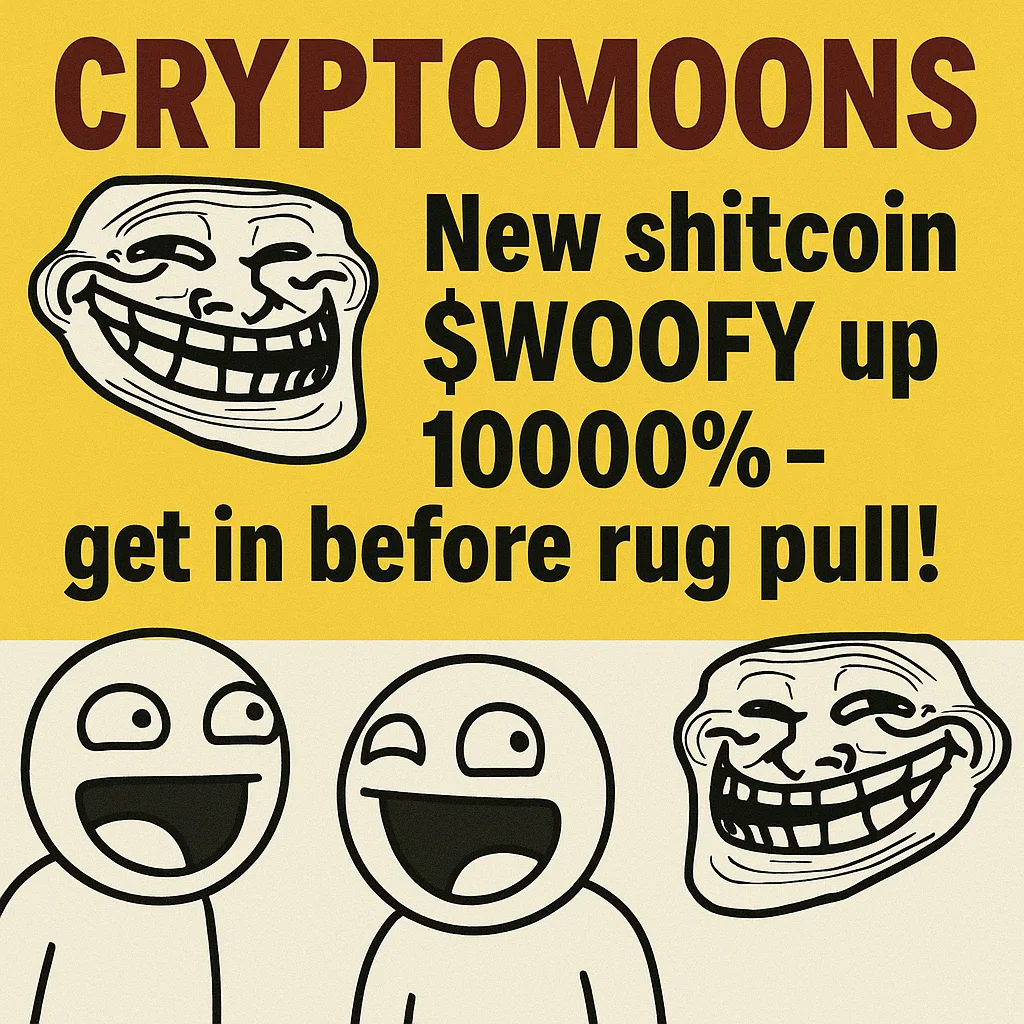 CRYPTOMOONS
New shitcoin
$WOOFY up
10000% –
get in before rug pull!